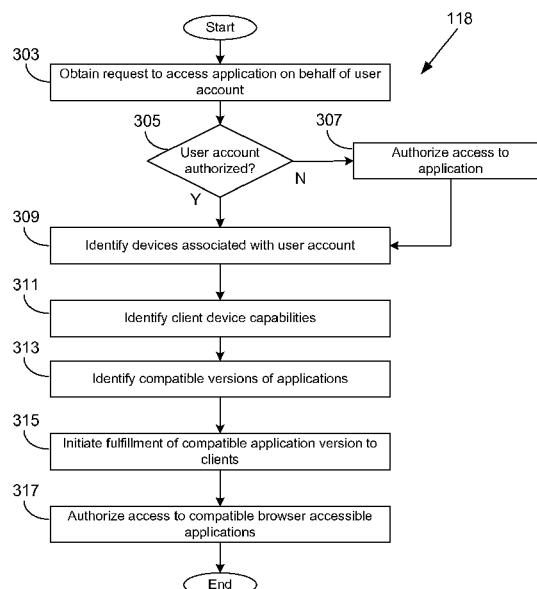 Start
118
303
Obtain request to access application on behalf of user
account
305
307
User account
authorized?
Authorize access to
application
N
Y
309
Identify devices associated with user account
311
Identify client device capabilities
313
Identify compatible versions of applications
315
Initiate fulfillment of compatible application version to
clients
317
Authorize access to compatible browser accessible
applications
End